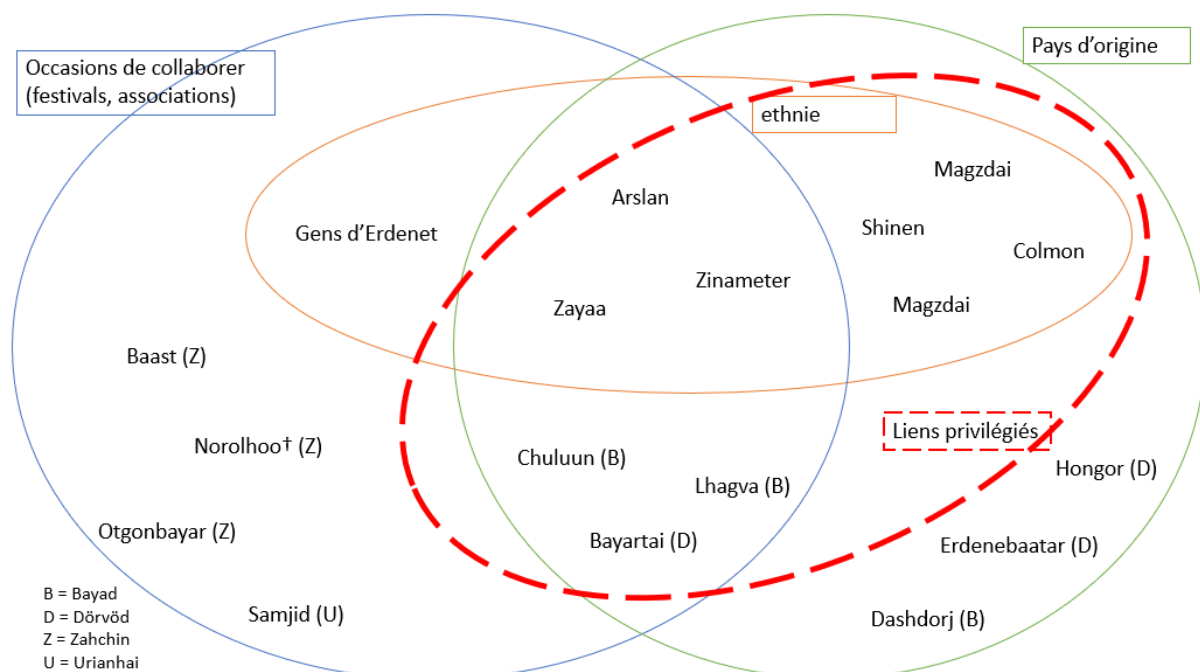 Pays d'origine
Occasions de collaborer
(festivals, associations)
ethnie
Magzdai
Arslan
Shinen
Gens d'Erdenet
Colmon
Zinameter
Magzdai
Zayaa
Baast (Z)
Liens privilégiés
Norolhoo† (Z)
Chuluun (B)
Hongor (D)
Lhagva (B)
Otgonbayar (Z)
Bayartai (D)
Erdenebaatar (D)
B = Bayad
D = Dörvöd
Z = Zahchin
U = Urianhai
Samjid (U)
Dashdorj (B)